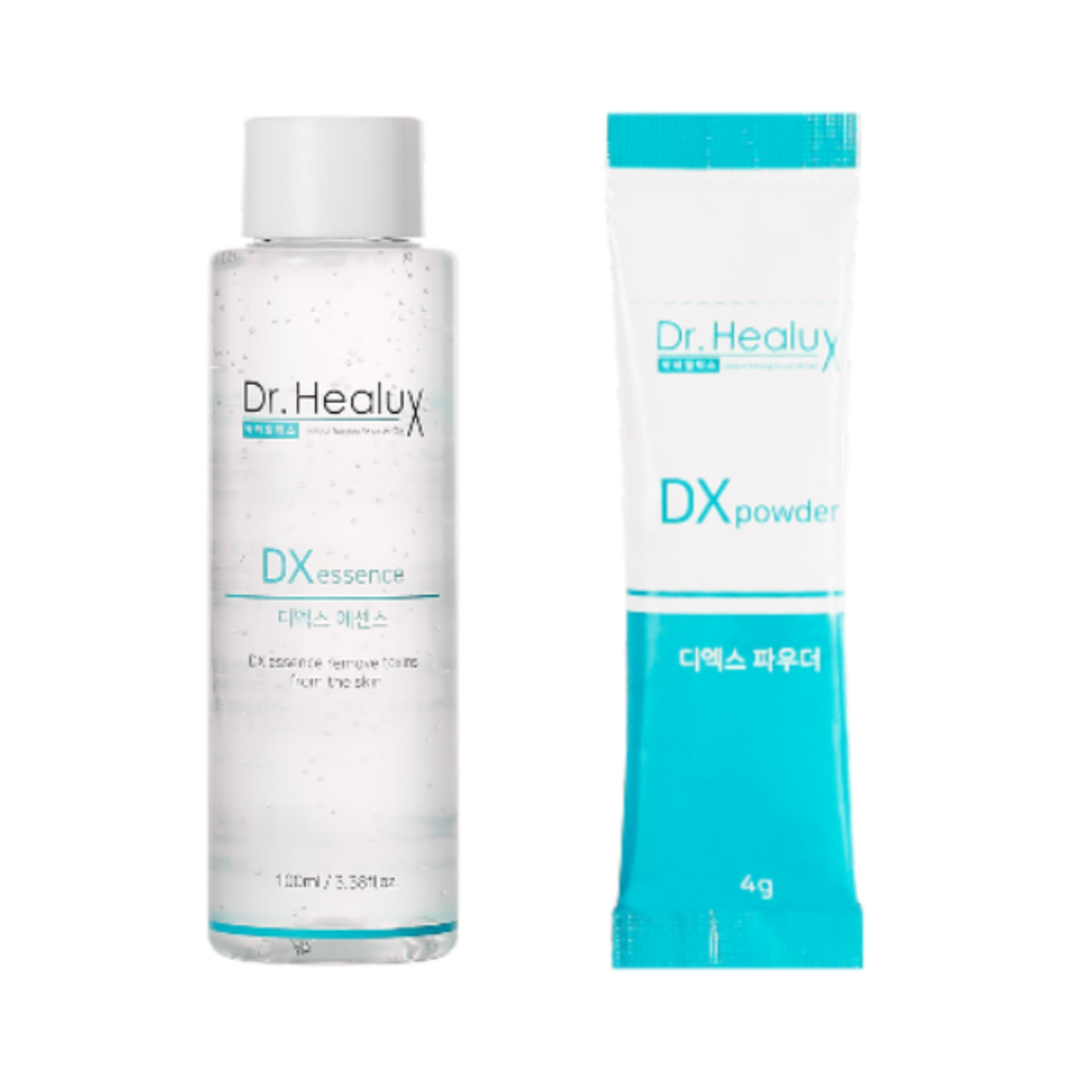 Dr. Healux
DX essence
디엑스 에센스
DX essence remove toxins
from the skin
100ml / 3.38fl.oz.
Dr. Healux
DX powder
디엑스 파우더
4g